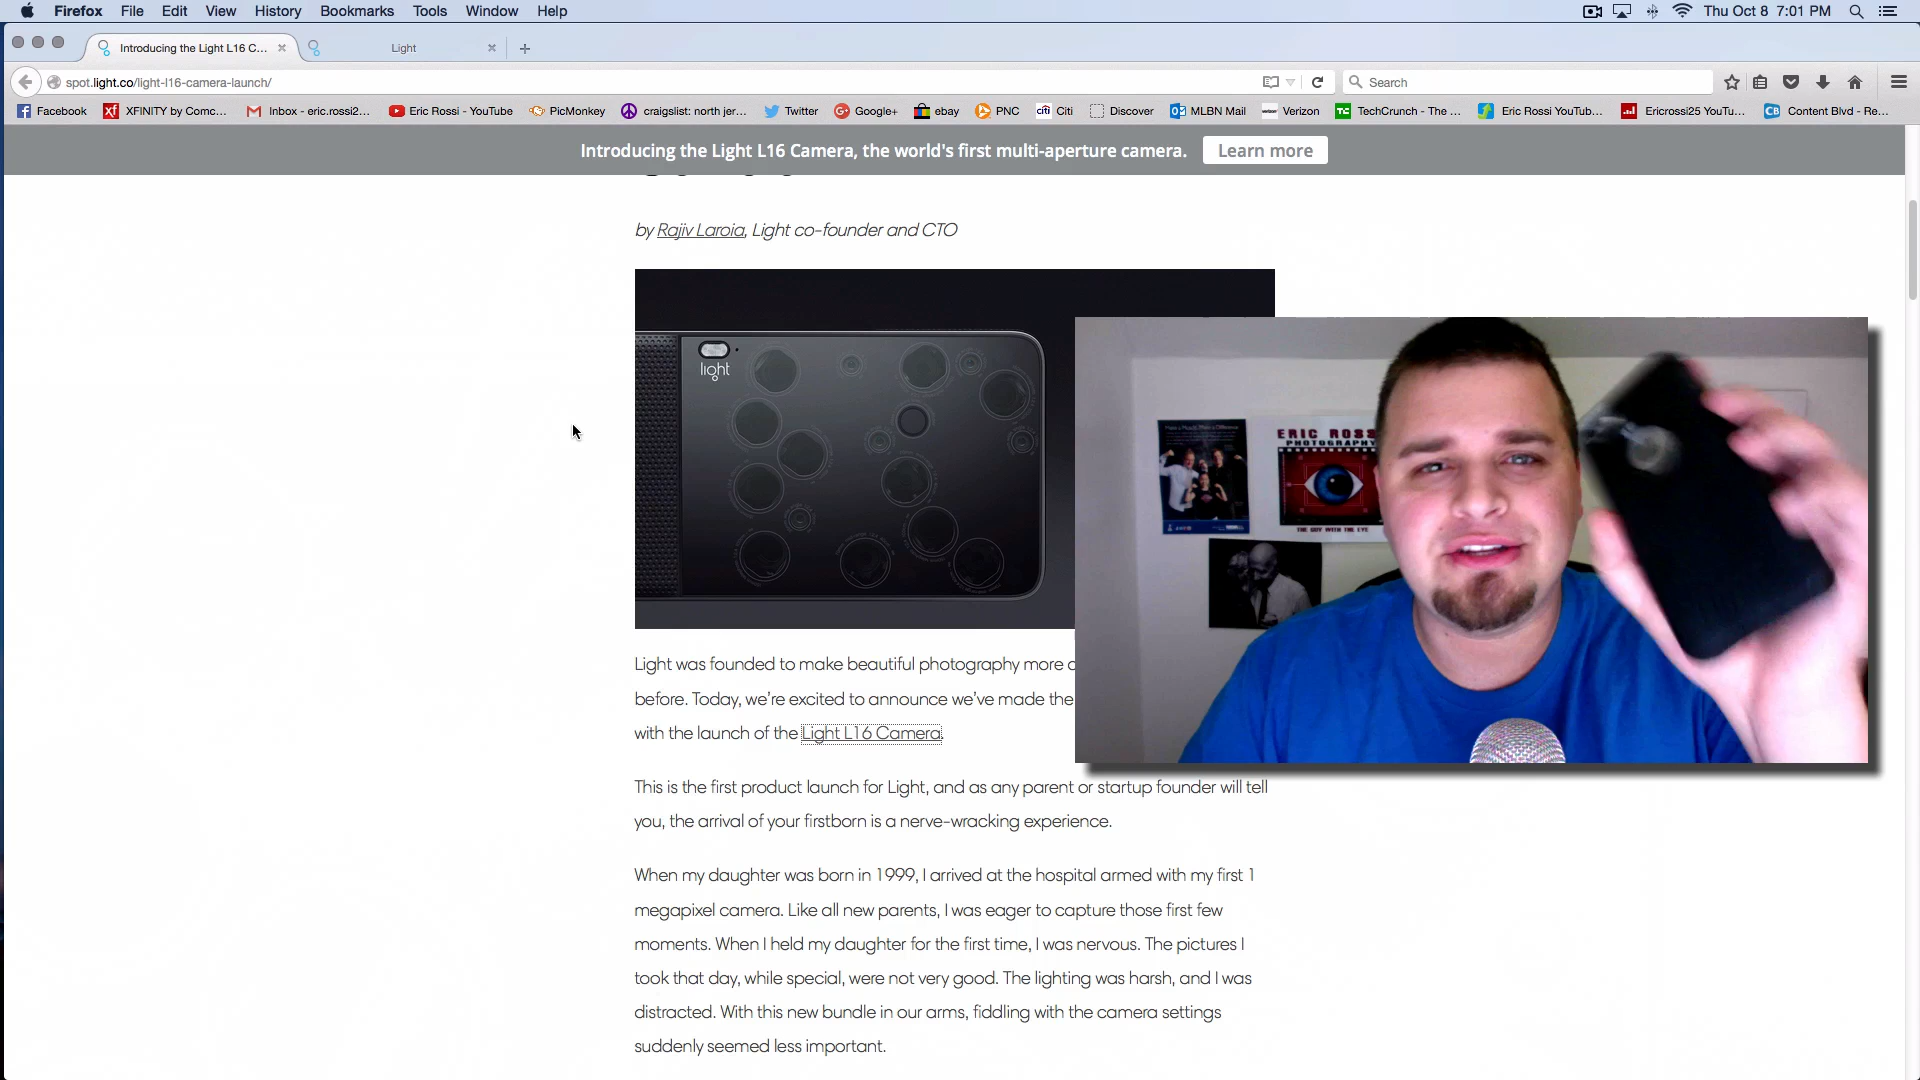 Firefox File Edit View History Bookmarks Tools Window Help Thu Oct 8 7:01 PM
Introducing the Light L16 C... Light
spot.light.co/light-l16-camera-launch/ Search
Facebook XFINITY by Comc... Inbox - eric.rossi2... Eric Rossi - YouTube PicMonkey craigslist: north jer... Twitter Google+ ebay PNC citi Citi Discover MLBN Mail Verizon TechCrunch - The ... Eric Rossi YouTub... Ericrossi25 YouTu... Content Blvd - Re...
Introducing the Light L16 Camera, the world's first multi-aperture camera. Learn more
by Rajiv Laroia, Light co-founder and CTO
light
ERIC ROSS
PHOTOGRAPHY
THE GUY WITH THE EYE
Light was founded to make beautiful photography more
before. Today, we're excited to announce we've made the
with the launch of the Light L16 Camera.
This is the first product launch for Light, and as any parent or startup founder will tell
you, the arrival of your firstborn is a nerve-wracking experience.
When my daughter was born in 1999, I arrived at the hospital armed with my first 1
megapixel camera. Like all new parents, I was eager to capture those first few
moments. When I held my daughter for the first time, I was nervous. The pictures I
took that day, while special, were not very good. The lighting was harsh, and I was
distracted. With this new bundle in our arms, fiddling with the camera settings
suddenly seemed less important.